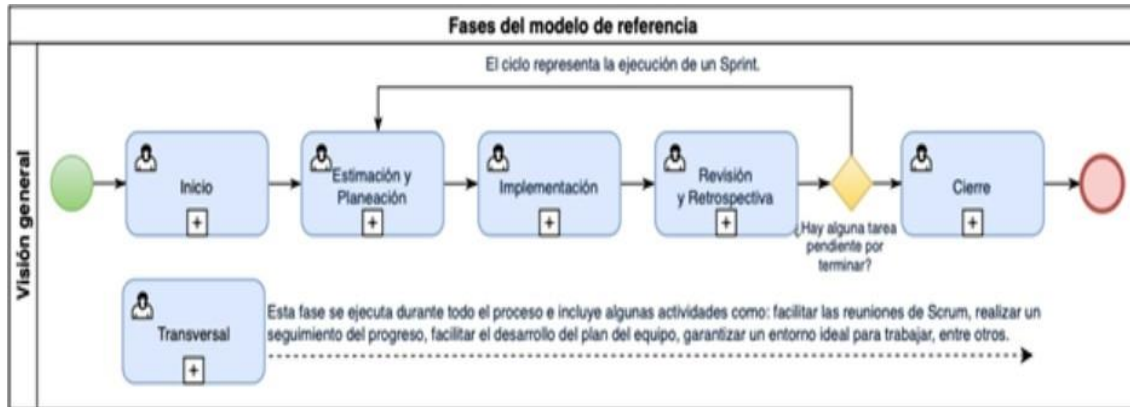 Fases del modelo de referencia
Visión general
El ciclo representa la ejecución de un Sprint.
Inicio
Estimación y
Planeación
Implementación
Revisión
y Retrospectiva
¿Hay alguna tarea
pendiente por
terminar?
Cierre
Transversal
Esta fase se ejecuta durante todo el proceso e incluye algunas actividades como: facilitar las reuniones de Scrum, realizar un
seguimiento del progreso, facilitar el desarrollo del plan del equipo, garantizar un entorno ideal para trabajar, entre otros.